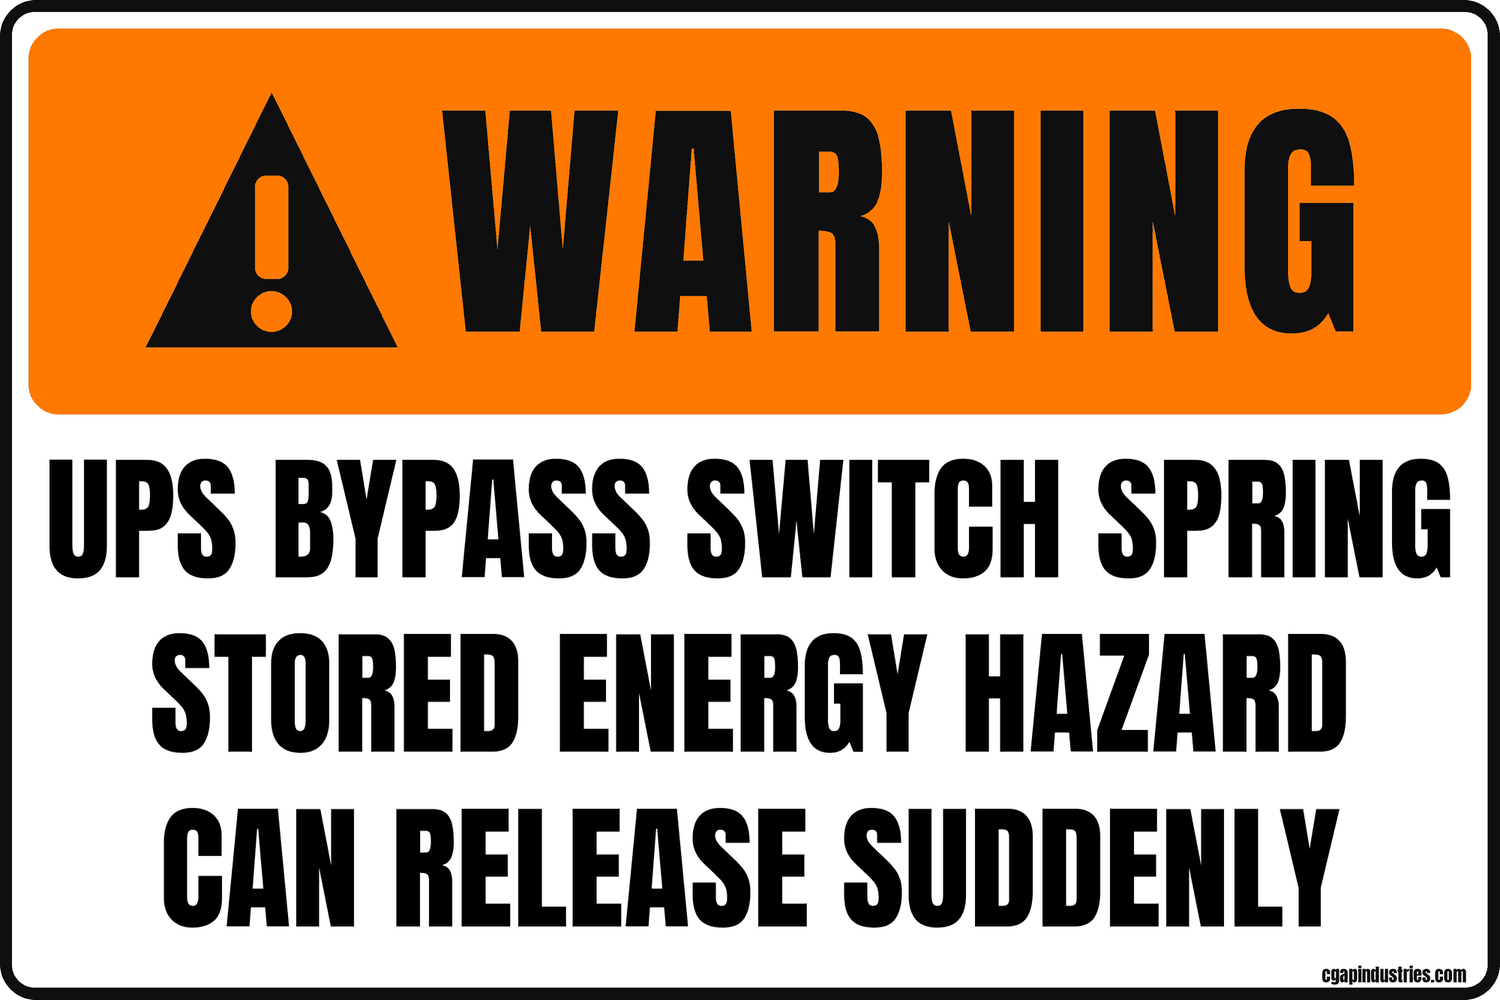 WARNING
UPS BYPASS SWITCH SPRING
STORED ENERGY HAZARD
CAN RELEASE SUDDENLY
cgapindustries.com